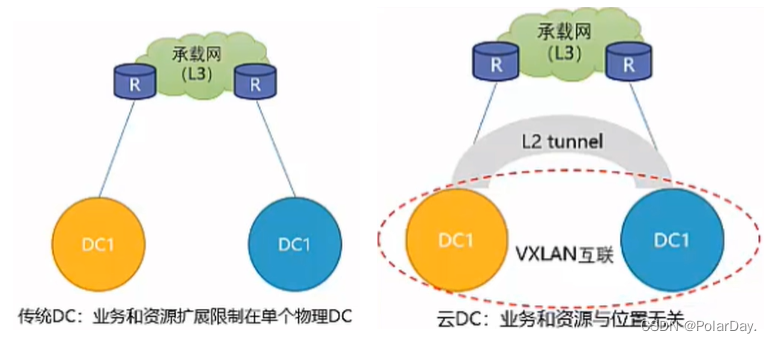 承载网
(L3)
R
R
DC1
DC1
传统DC：业务和资源扩展限制在单个物理DC
承载网
(L3)
R
R
L2 tunnel
DC1
VXLAN互联
DC1
云DC：业务和资源与位置无关
CSDN @PolarDay.